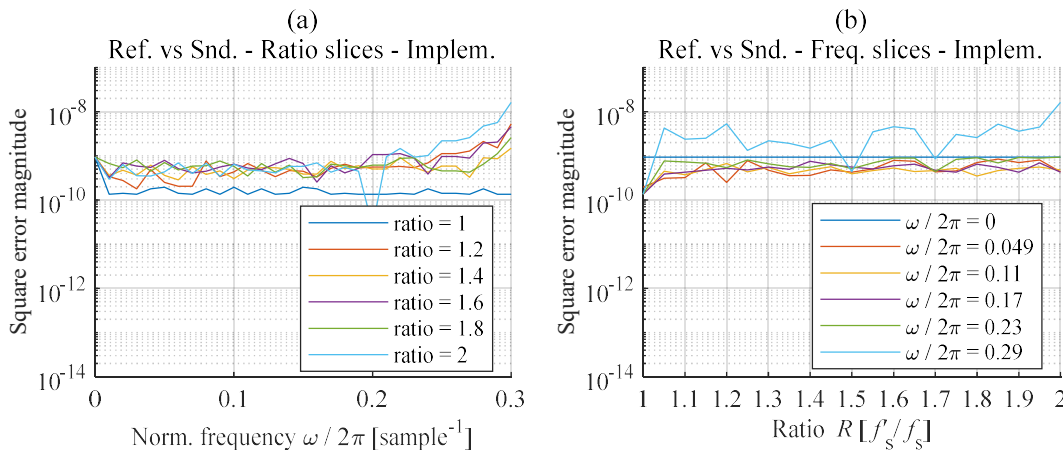 (a)
Ref. vs Snd. - Ratio slices - Implem.
Square error magnitude
10^-8
10^-10
10^-12
10^-14
ratio = 1
ratio = 1.2
ratio = 1.4
ratio = 1.6
ratio = 1.8
ratio = 2
0 0.1 0.2 0.3
Norm. frequency ω / 2π [sample^-1]
(b)
Ref. vs Snd. - Freq. slices - Implem.
Square error magnitude
10^-8
10^-10
10^-12
10^-14
ω / 2π = 0
ω / 2π = 0.049
ω / 2π = 0.11
ω / 2π = 0.17
ω / 2π = 0.23
ω / 2π = 0.29
1 1.1 1.2 1.3 1.4 1.5 1.6 1.7 1.8 1.9 2
Ratio R [f'_s/f_s]